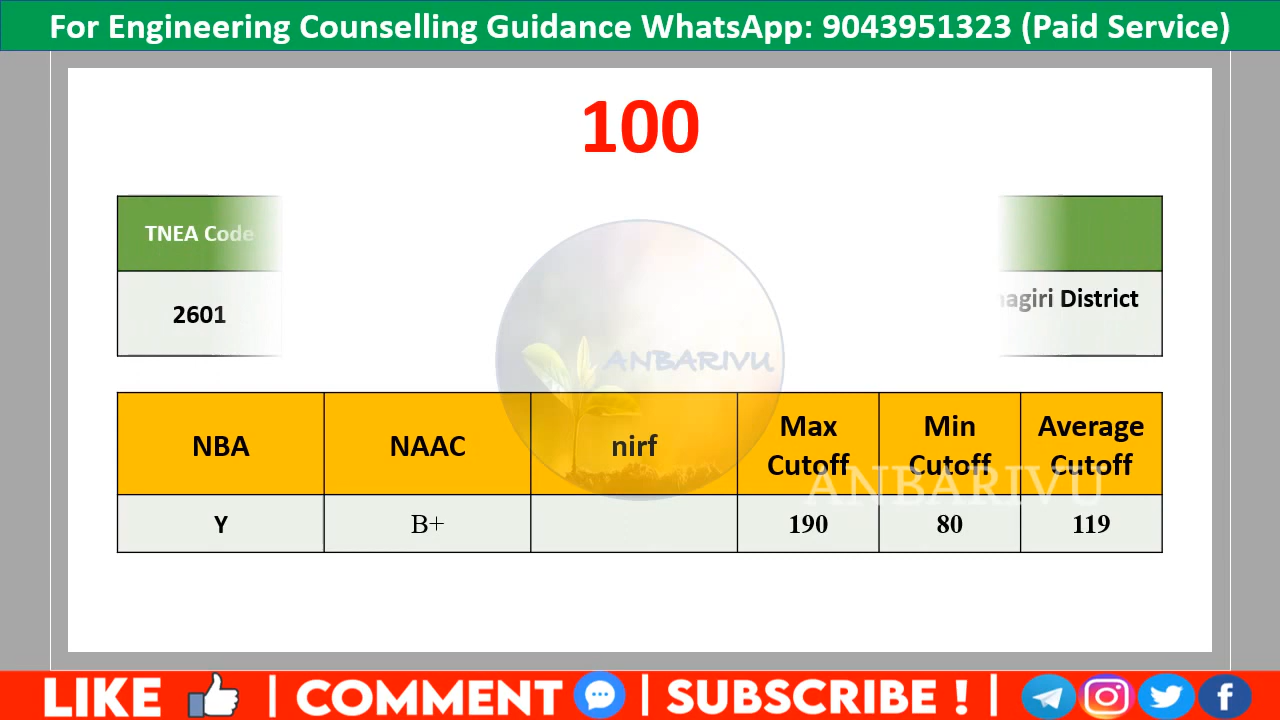 For Engineering Counselling Guidance WhatsApp: 9043951323 (Paid Service)
100
TNEA Code
2601
District
ANBARIVU
NBA
NAAC
nirf
Max Cutoff
Min Cutoff
Average Cutoff
ANBARIVU
Y
B+
190
80
119
LIKE | COMMENT | SUBSCRIBE ! |